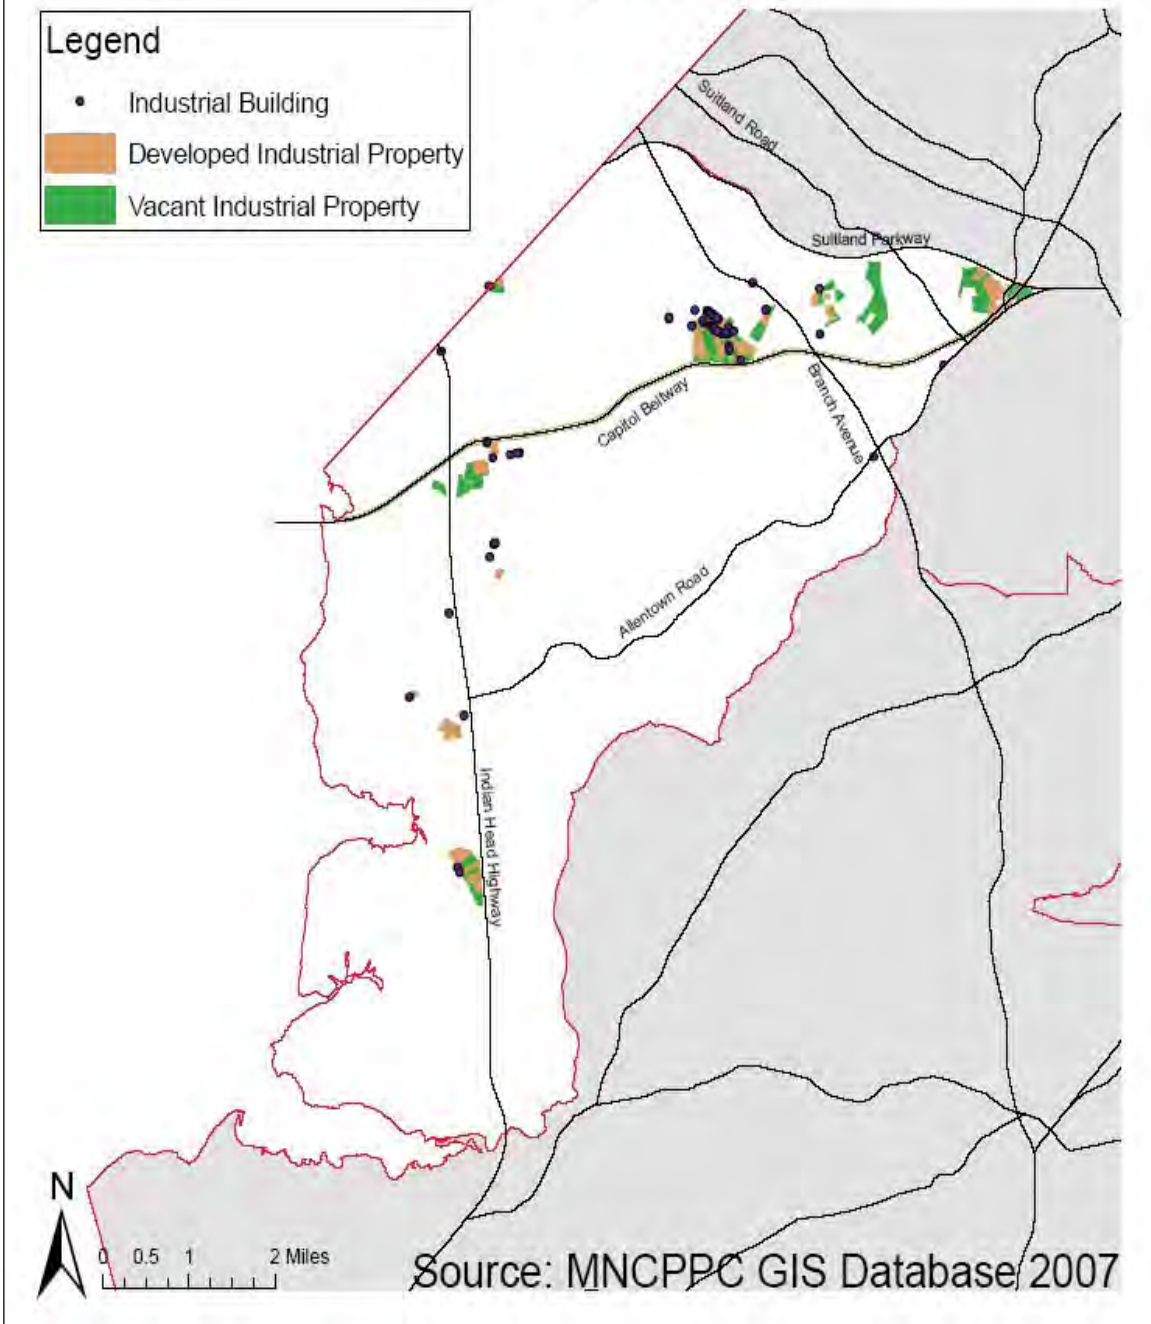 Legend
Industrial Building
Developed Industrial Property
Vacant Industrial Property
Suitland Road
Suitland Parkway
Capitol Beltway
Branch Avenue
Allentown Road
Indian Head Highway
N
0 0.5 1 2 Miles
Source: MNCPPC GIS Database 2007